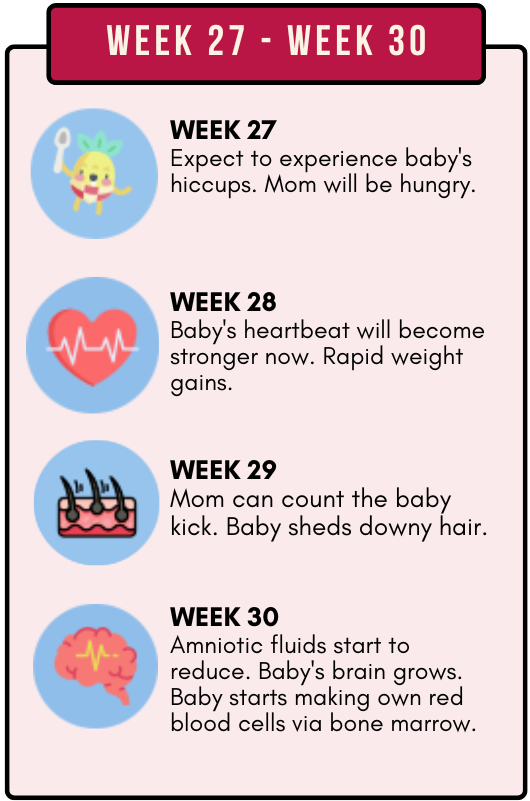 WEEK 27 - WEEK 30
WEEK 27
Expect to experience baby's
hiccups. Mom will be hungry.
WEEK 28
Baby's heartbeat will become
stronger now. Rapid weight
gains.
WEEK 29
Mom can count the baby
kick. Baby sheds downy hair.
WEEK 30
Amniotic fluids start to
reduce. Baby's brain grows.
Baby starts making own red
blood cells via bone marrow.